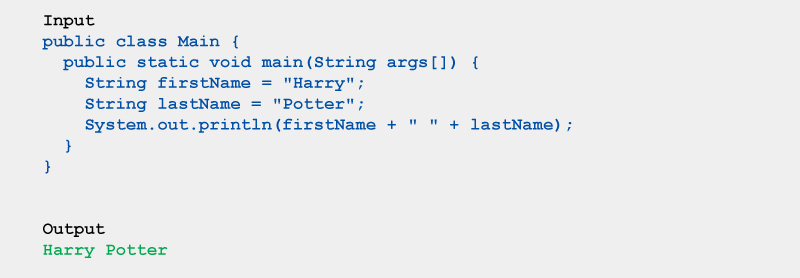 Input
public class Main {
  public static void main(String args[]) {
    String firstName = "Harry";
    String lastName = "Potter";
    System.out.println(firstName + " " + lastName);
  }
}
Output
Harry Potter